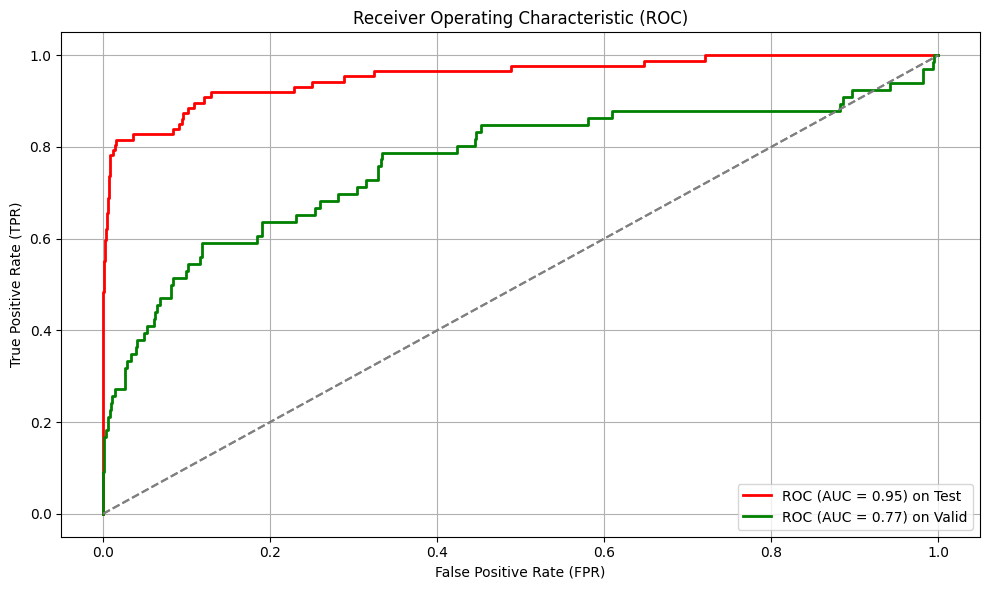 Receiver Operating Characteristic (ROC)
True Positive Rate (TPR)
1.0
0.8
0.6
0.4
0.2
0.0
ROC (AUC = 0.95) on Test
ROC (AUC = 0.77) on Valid
0.0 0.2 0.4 0.6 0.8 1.0
False Positive Rate (FPR)